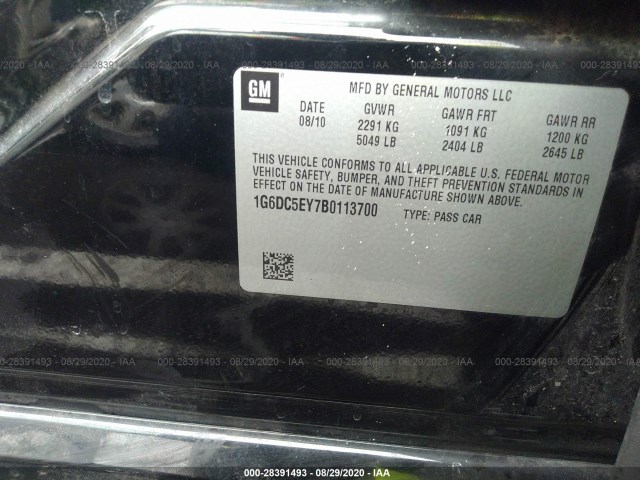 GM
MFD BY GENERAL MOTORS LLC
DATE GVWR GAWR FRT GAWR RR
08/10 2291 KG 1091 KG 1200 KG
5049 LB 2404 LB 2645 LB
THIS VEHICLE CONFORMS TO ALL APPLICABLE U.S. FEDERAL MOTOR
VEHICLE SAFETY, BUMPER, AND THEFT PREVENTION STANDARDS IN
EFFECT ON THE DATE OF MANUFACTURE SHOWN ABOVE.
1G6DC5EY7B0113700 TYPE: PASS CAR
000-28391493 - 08/29/2020 - IAA